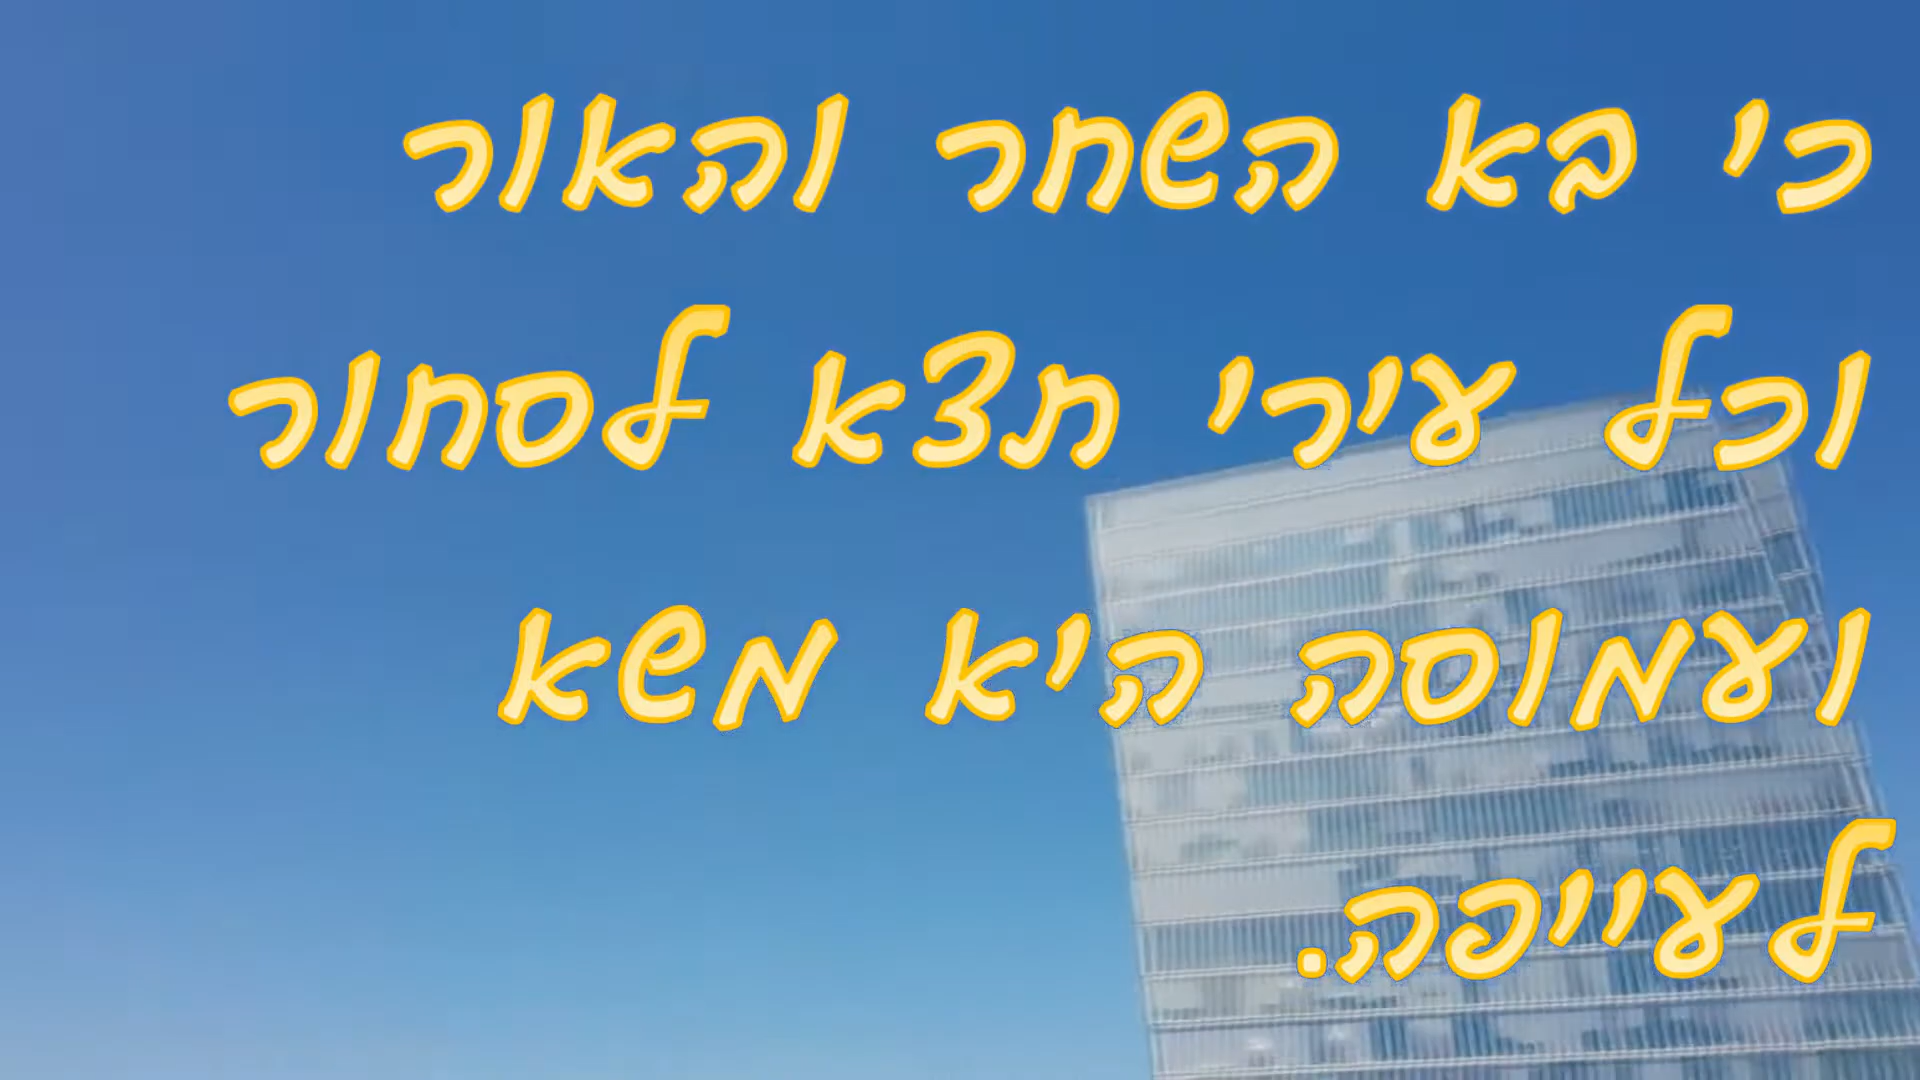 כי בא השחר והאור
וכל עירי תצא לסחור
ועמוסה היא משא
לעייפה.